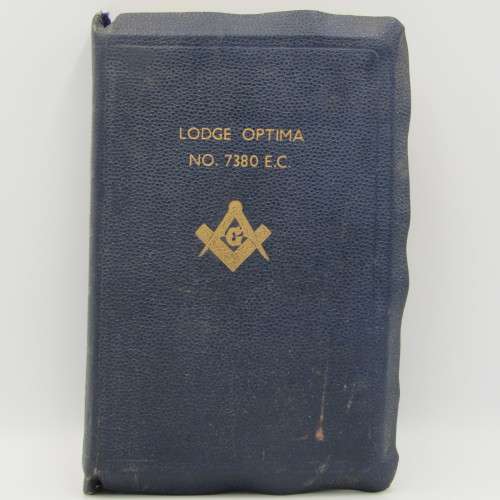 LODGE OPTIMA
NO. 7380 E.C.
G